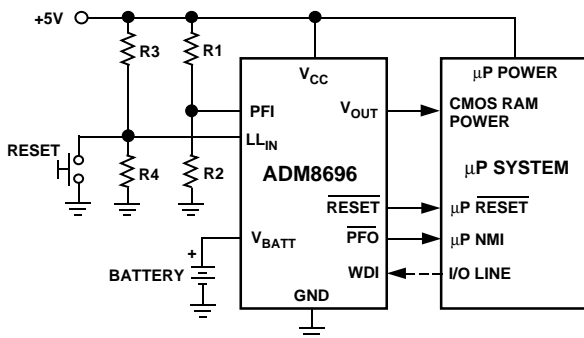 +5V
R3
R1
VCC
µP POWER
PFI
VOUT
CMOS RAM
POWER
LLIN
RESET
R4
R2
ADM8696
µP SYSTEM
RESET
µP RESET
VBATT
PFO
µP NMI
+
BATTERY
WDI
I/O LINE
GND